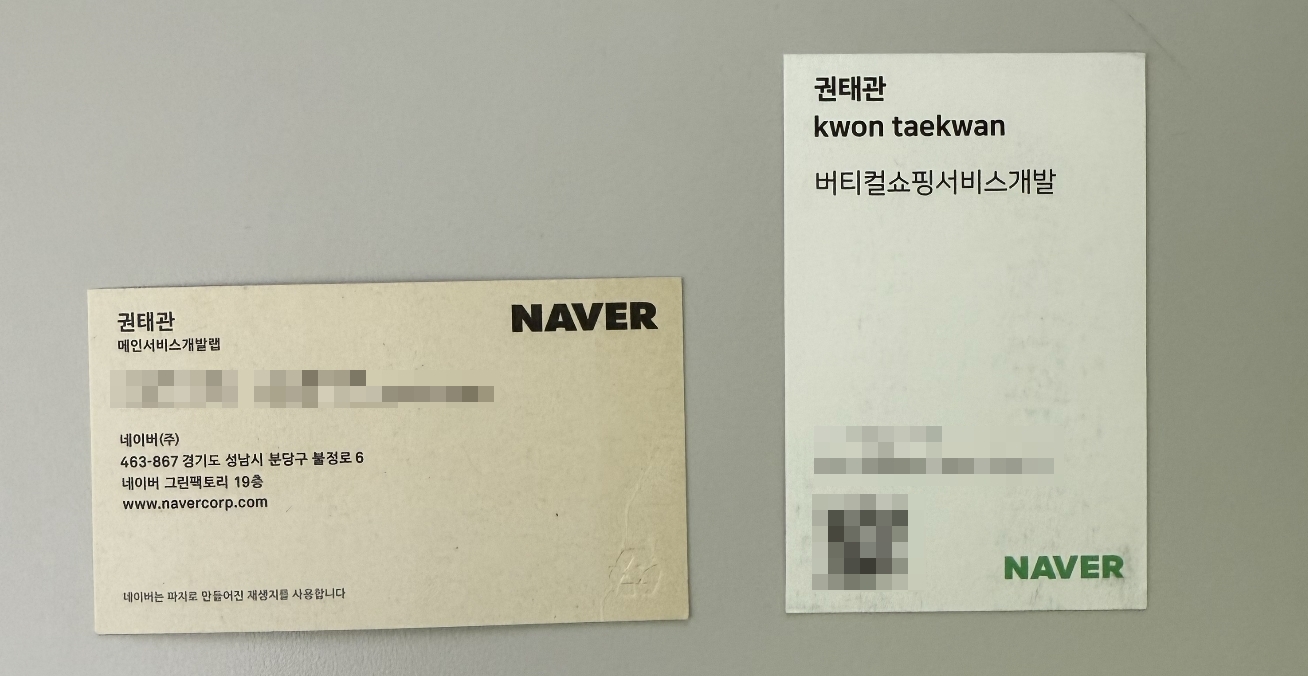 권태관
메인서비스개발랩
NAVER
네이버(주)
463-867 경기도 성남시 분당구 불정로 6
네이버 그린팩토리 19층
www.navercorp.com
네이버는 파지로 만들어진 재생지를 사용합니다
권태관
kwon taekwan
버티컬쇼핑서비스개발
NAVER